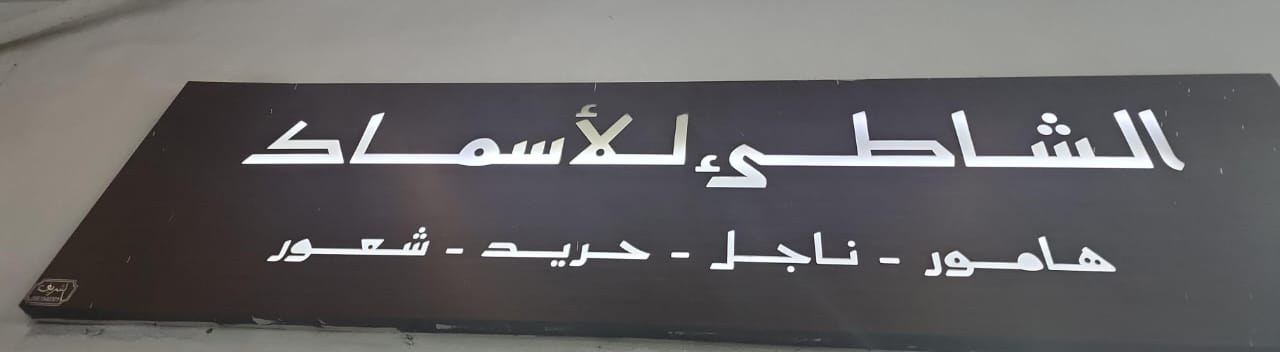 الشاطئ للأسماك
هامور - ناجل - حريد - شعور